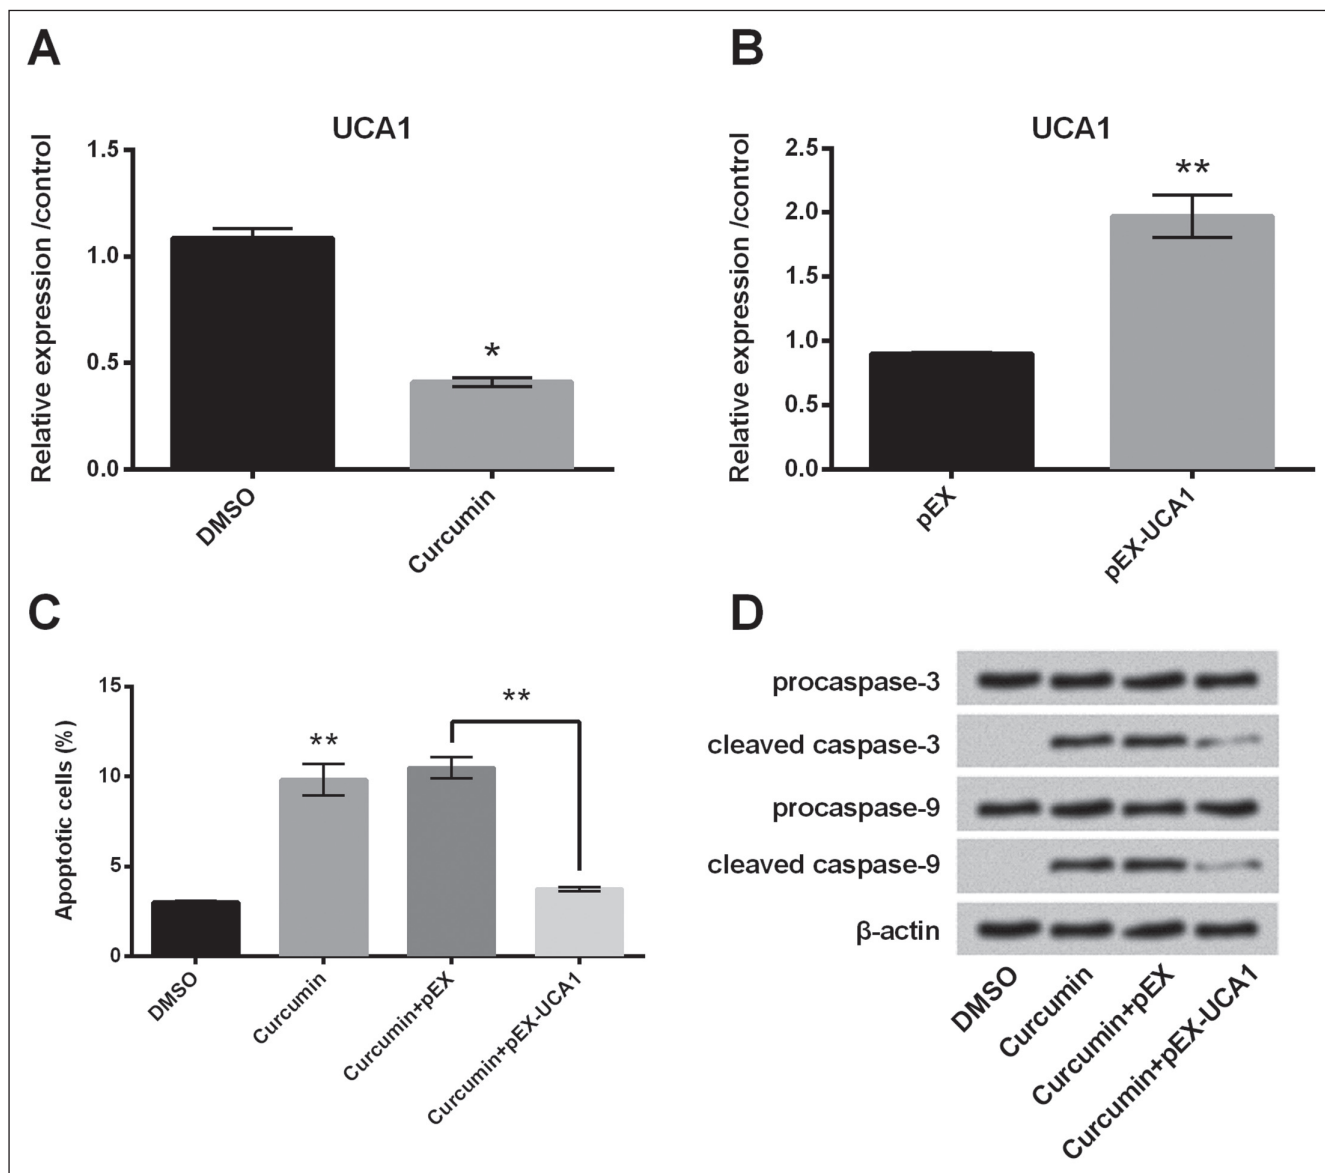 A
UCA1
Relative expression /control
1.5
1.0
0.5
0.0
*
DMSO
Curcumin
B
UCA1
Relative expression /control
2.5
2.0
1.5
1.0
0.5
0.0
**
pEX
pEX-UCA1
C
Apoptotic cells (%)
15
10
5
0
**
**
DMSO
Curcumin
Curcumin+pEX
Curcumin+pEX-UCA1
D
procaspase-3
cleaved caspase-3
procaspase-9
cleaved caspase-9
β-actin
DMSO
Curcumin
Curcumin+pEX
Curcumin+pEX-UCA1